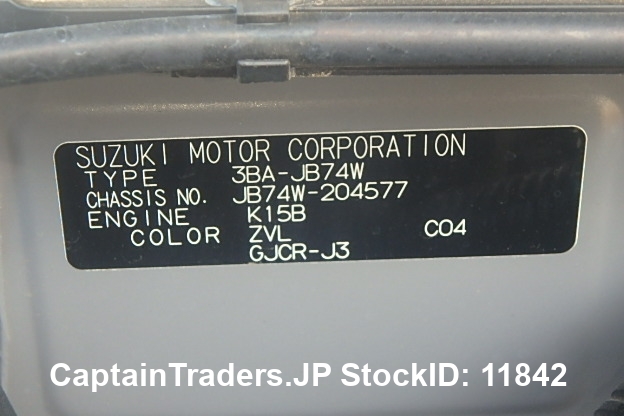 SUZUKI MOTOR CORPORATION
TYPE 3BA-JB74W
CHASSIS NO. JB74W-204577
ENGINE K15B
COLOR ZVL C04
GJCR-J3
CaptainTraders.JP StockID: 11842